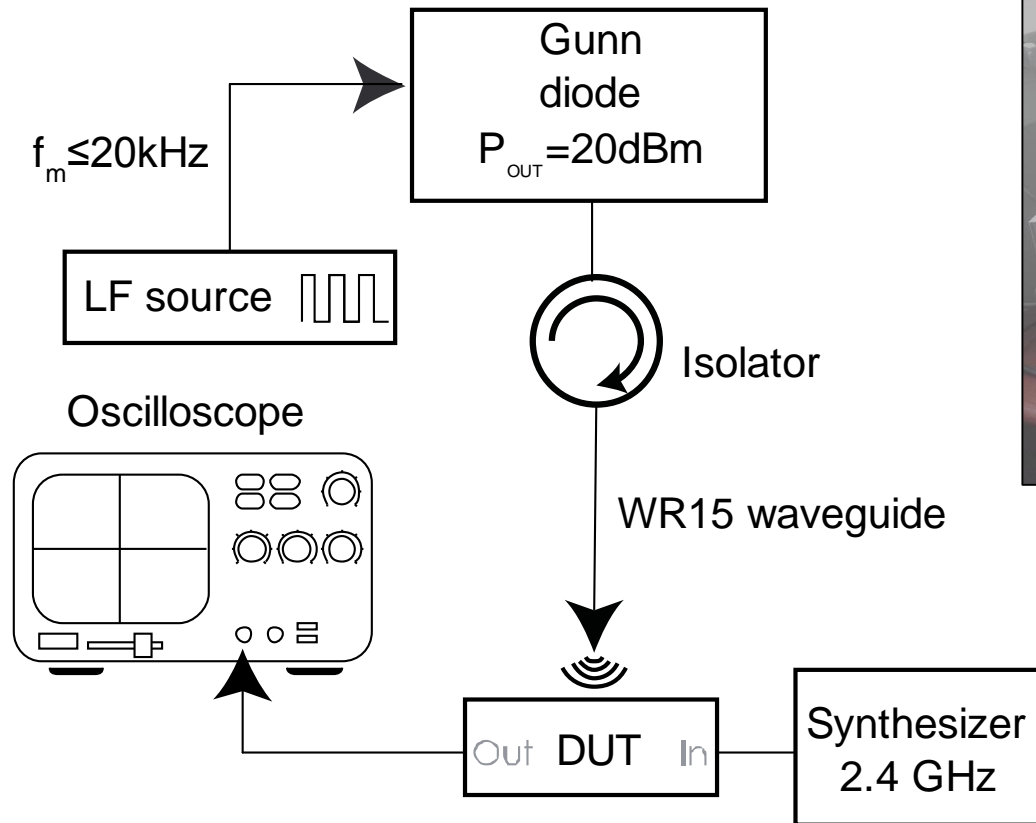 Gunn
diode
P_OUT=20dBm
f_m≤20kHz
LF source
Isolator
Oscilloscope
WR15 waveguide
Out DUT In
Synthesizer
2.4 GHz